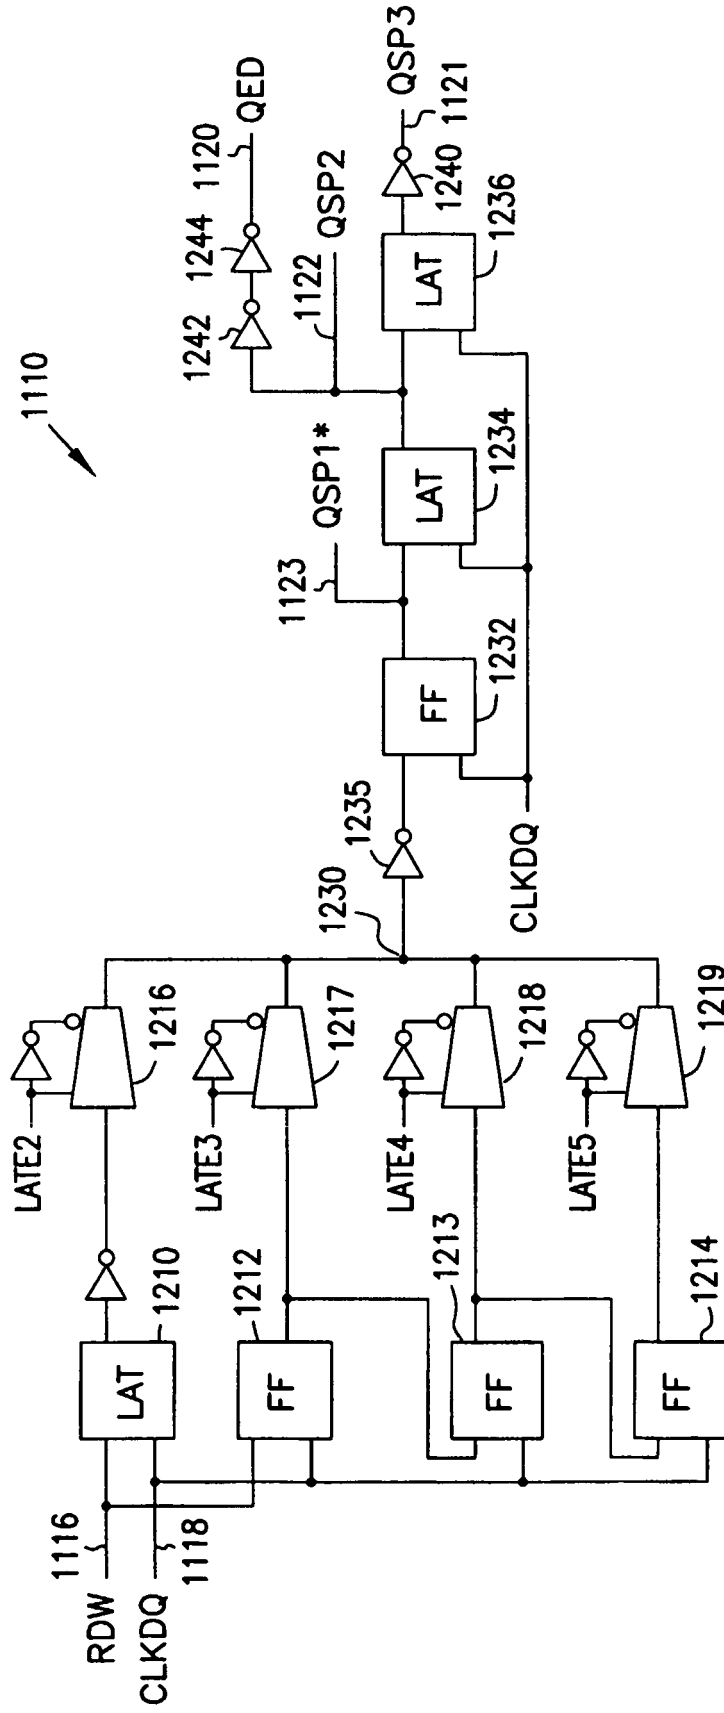 1110
RDW
1116
CLKDQ
1118
LAT
1210
LATE2
1216
FF
1212
LATE3
1217
FF
1213
LATE4
1218
FF
1214
LATE5
1219
1230
1235
CLKDQ
FF
1232
1123
QSP1*
LAT
1234
1122
QSP2
1242
1244
1120
QED
LAT
1236
1240
1121
QSP3